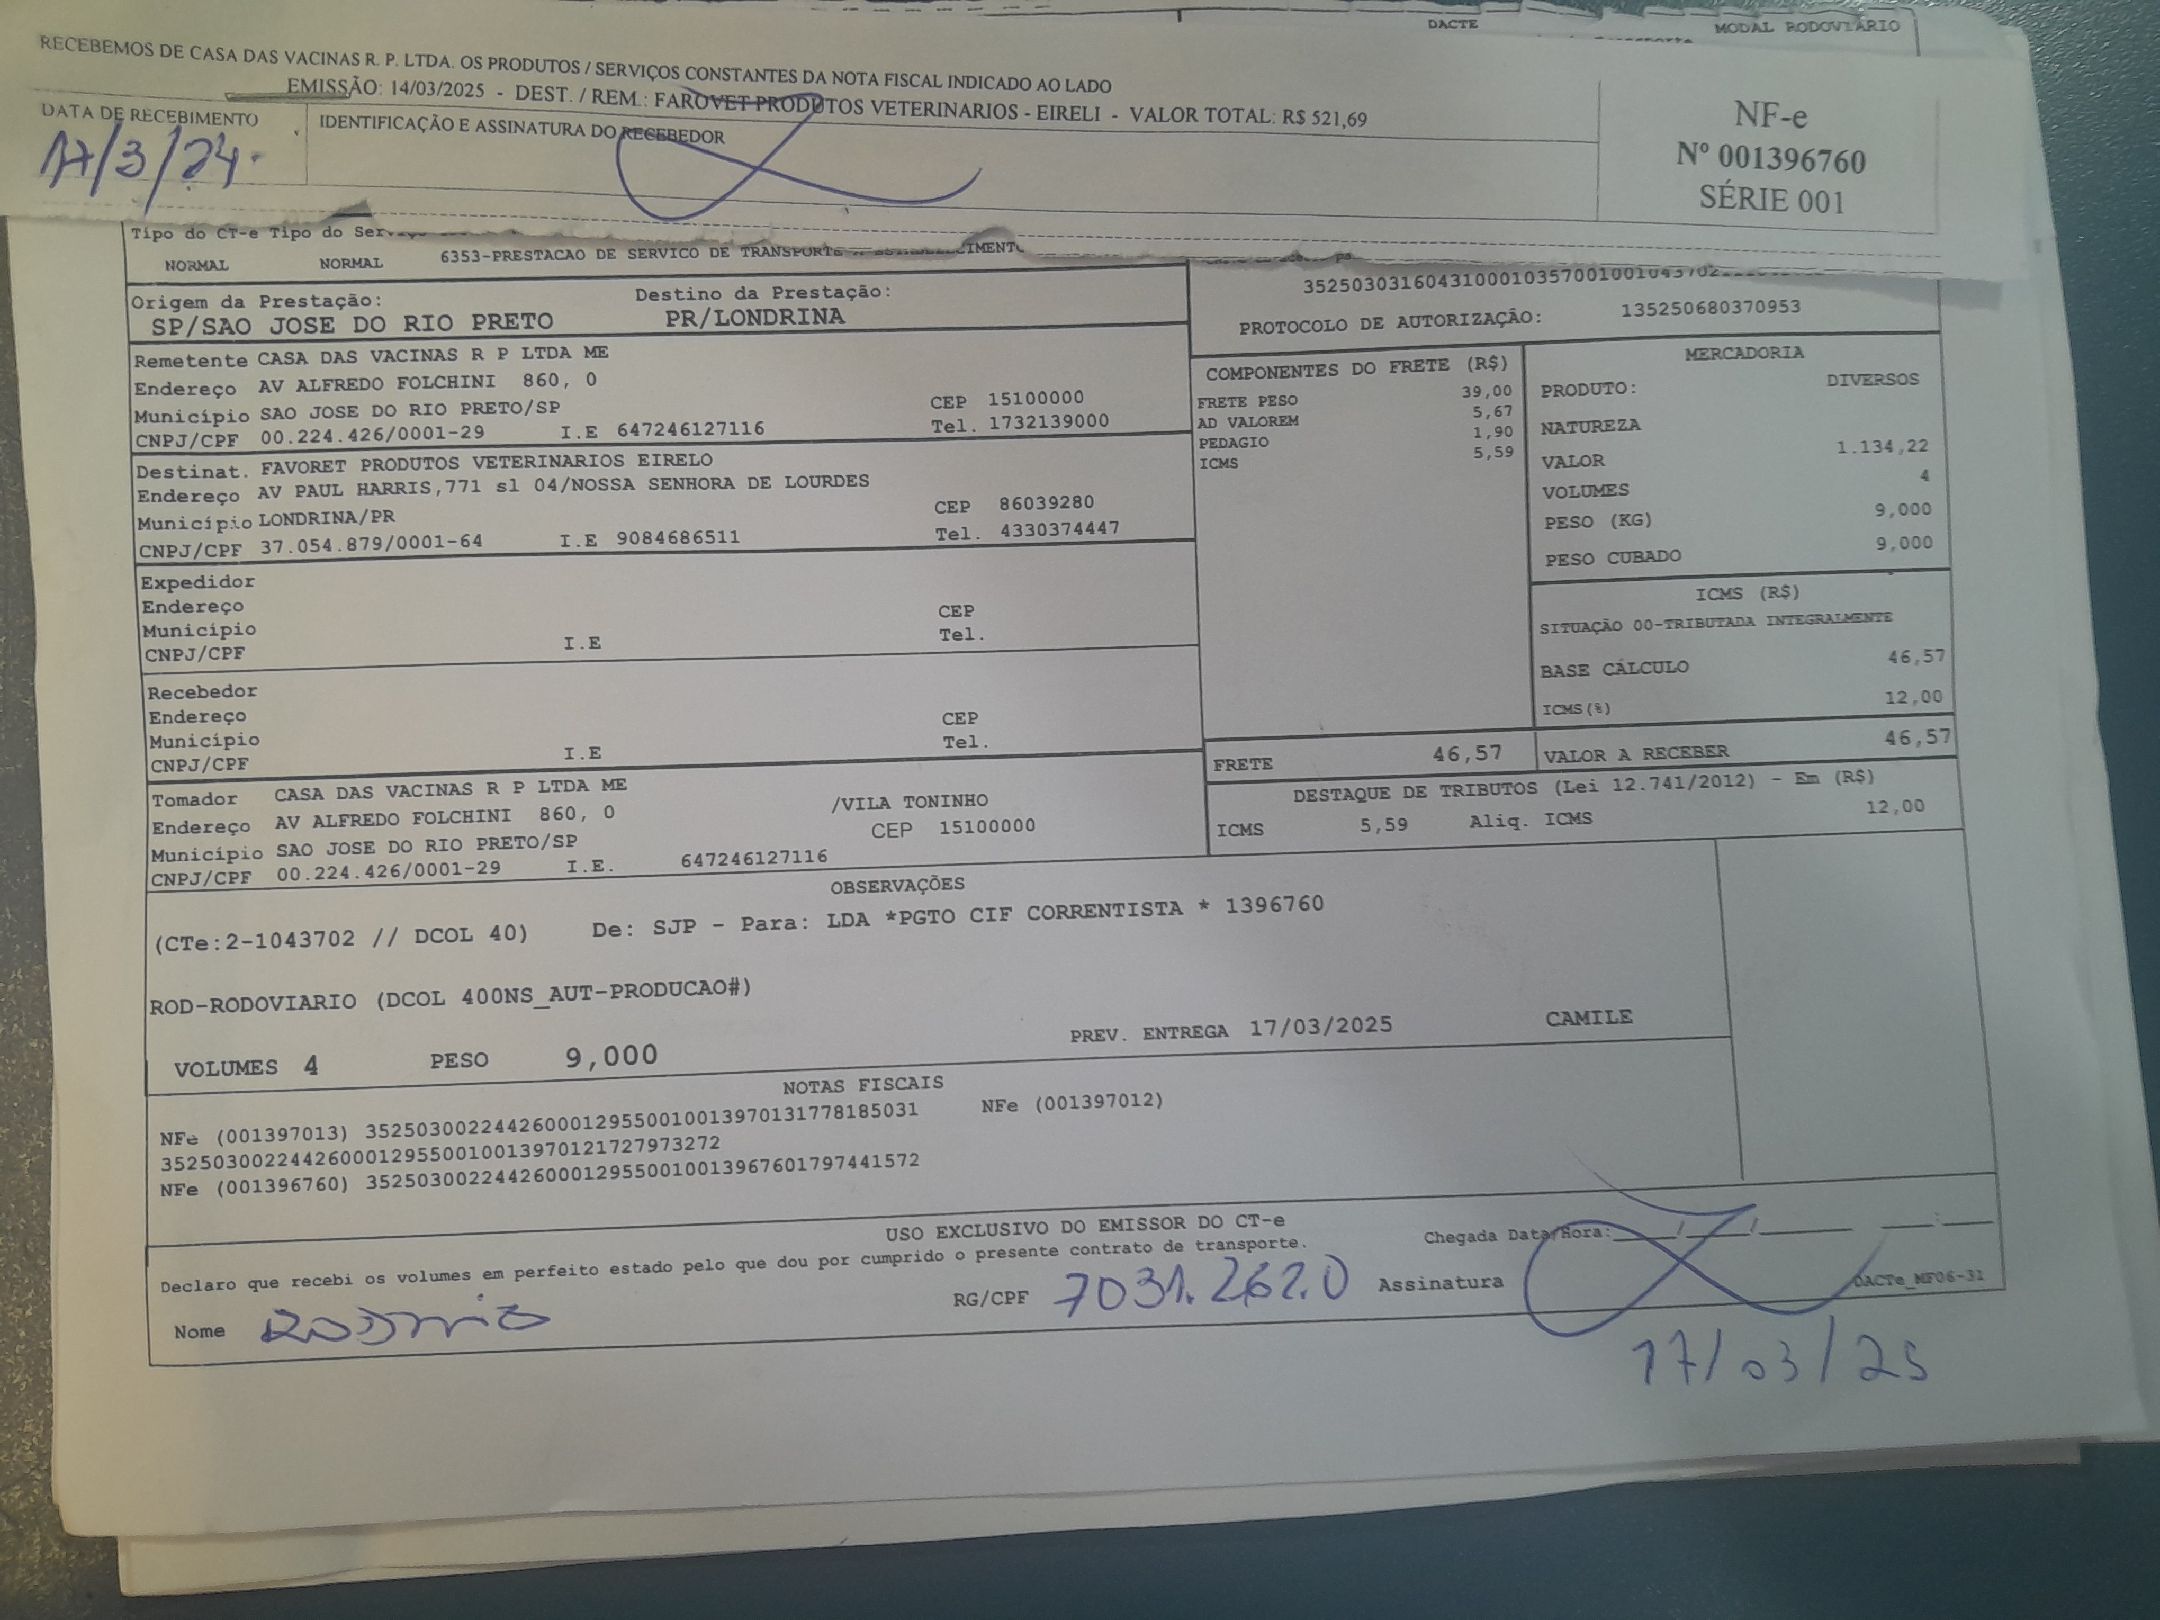 DACTE MODAL RODOVIÁRIO
RECEBEMOS DE CASA DAS VACINAS R. P. LTDA. OS PRODUTOS / SERVIÇOS CONSTANTES DA NOTA FISCAL INDICADO AO LADO
EMISSÃO: 14/03/2025 - DEST. / REM.: FAROVET PRODUTOS VETERINARIOS - EIRELI - VALOR TOTAL: R$ 521,69
DATA DE RECEBIMENTO
17/3/24
IDENTIFICAÇÃO E ASSINATURA DO RECEBEDOR
NF-e
Nº 001396760
SÉRIE 001
Tipo do CT-e Tipo do
NORMAL NORMAL 6353-PRESTACAO DE SERVICO DE TRANSPORTE
Origem da Prestação: Destino da Prestação:
SP/SAO JOSE DO RIO PRETO PR/LONDRINA
PROTOCOLO DE AUTORIZAÇÃO: 135250680370953
Remetente CASA DAS VACINAS R P LTDA ME
Endereço AV ALFREDO FOLCHINI 860, 0
Município SAO JOSE DO RIO PRETO/SP CEP 15100000
CNPJ/CPF 00.224.426/0001-29 I.E 647246127116 Tel. 1732139000
Destinat. FAVORET PRODUTOS VETERINARIOS EIRELO
Endereço AV PAUL HARRIS,771 sl 04/NOSSA SENHORA DE LOURDES
Município LONDRINA/PR CEP 86039280
CNPJ/CPF 37.054.879/0001-64 I.E 9084686511 Tel. 4330374447
Expedidor
Endereço
Município CEP
CNPJ/CPF I.E Tel.
Recebedor
Endereço
Município CEP
CNPJ/CPF I.E Tel.
Tomador CASA DAS VACINAS R P LTDA ME
Endereço AV ALFREDO FOLCHINI 860, 0 /VILA TONINHO
Município SAO JOSE DO RIO PRETO/SP CEP 15100000
CNPJ/CPF 00.224.426/0001-29 I.E. 647246127116
COMPONENTES DO FRETE (R$)
FRETE PESO 39,00
AD VALOREM 5,67
PEDAGIO 1,90
ICMS 5,59
MERCADORIA
PRODUTO: DIVERSOS
NATUREZA
VALOR 1.134,22
VOLUMES 4
PESO (KG) 9,000
PESO CUBADO 9,000
ICMS (R$)
SITUAÇÃO 00-TRIBUTADA INTEGRALMENTE
BASE CÁLCULO 46,57
ICMS(%) 12,00
FRETE 46,57 VALOR A RECEBER 46,57
DESTAQUE DE TRIBUTOS (Lei 12.741/2012) - Em (R$)
ICMS 5,59 Aliq. ICMS 12,00
OBSERVAÇÕES
(CTe:2-1043702 // DCOL 40) De: SJP - Para: LDA *PGTO CIF CORRENTISTA * 1396760
ROD-RODOVIARIO (DCOL 400NS_AUT-PRODUCAO#)
VOLUMES 4 PESO 9,000 PREV. ENTREGA 17/03/2025 CAMILE
NOTAS FISCAIS
NFe (001397013) 35250300224426000129550010013970131778185031 NFe (001397012)
35250300224426000129550010013970121727973272
NFe (001396760) 35250300224426000129550010013967601797441572
USO EXCLUSIVO DO EMISSOR DO CT-e
Declaro que recebi os volumes em perfeito estado pelo que dou por cumprido o presente contrato de transporte.
Chegada Data/Hora:____/____/______ ____:____
Nome RG/CPF 7031.262.0 Assinatura DACTe_MF06-31
17/03/25